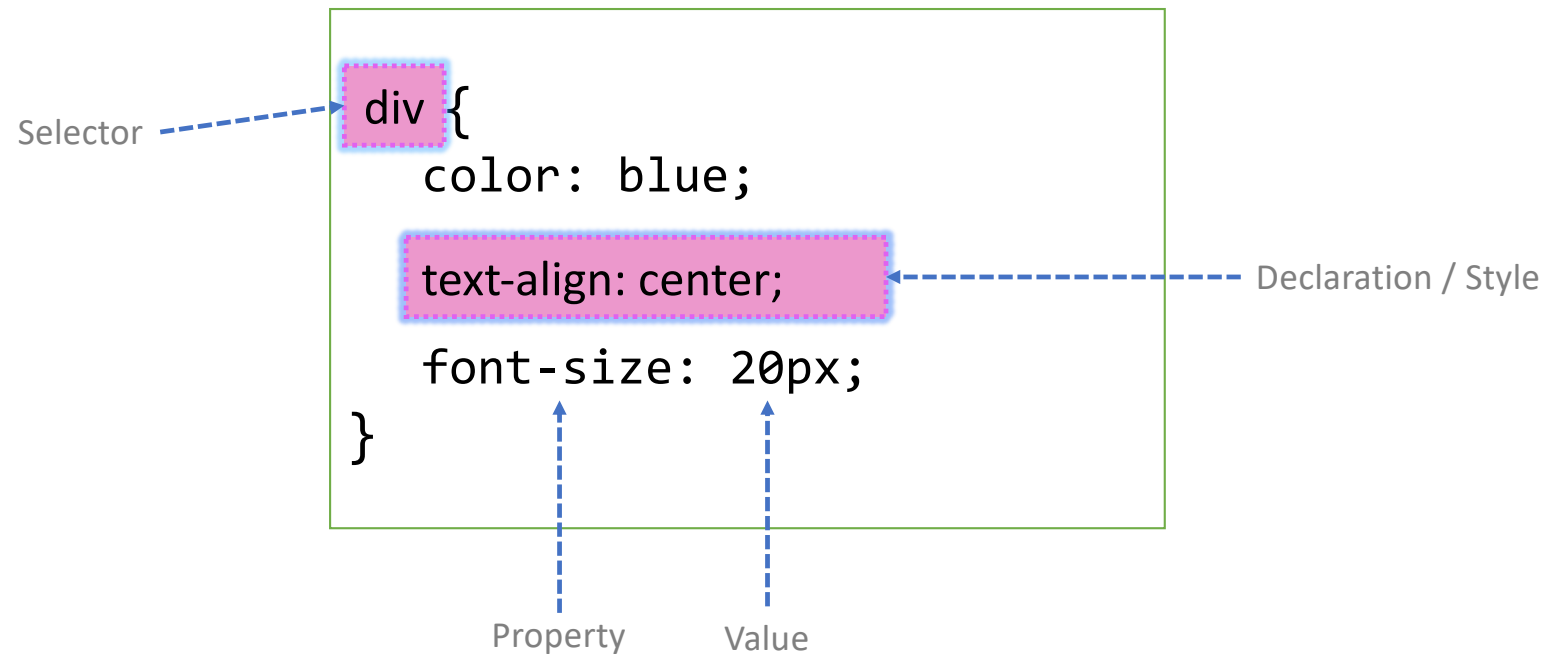 div {
Selector
color: blue;
text-align: center;
Declaration / Style
font-size: 20px;
}
Property
Value